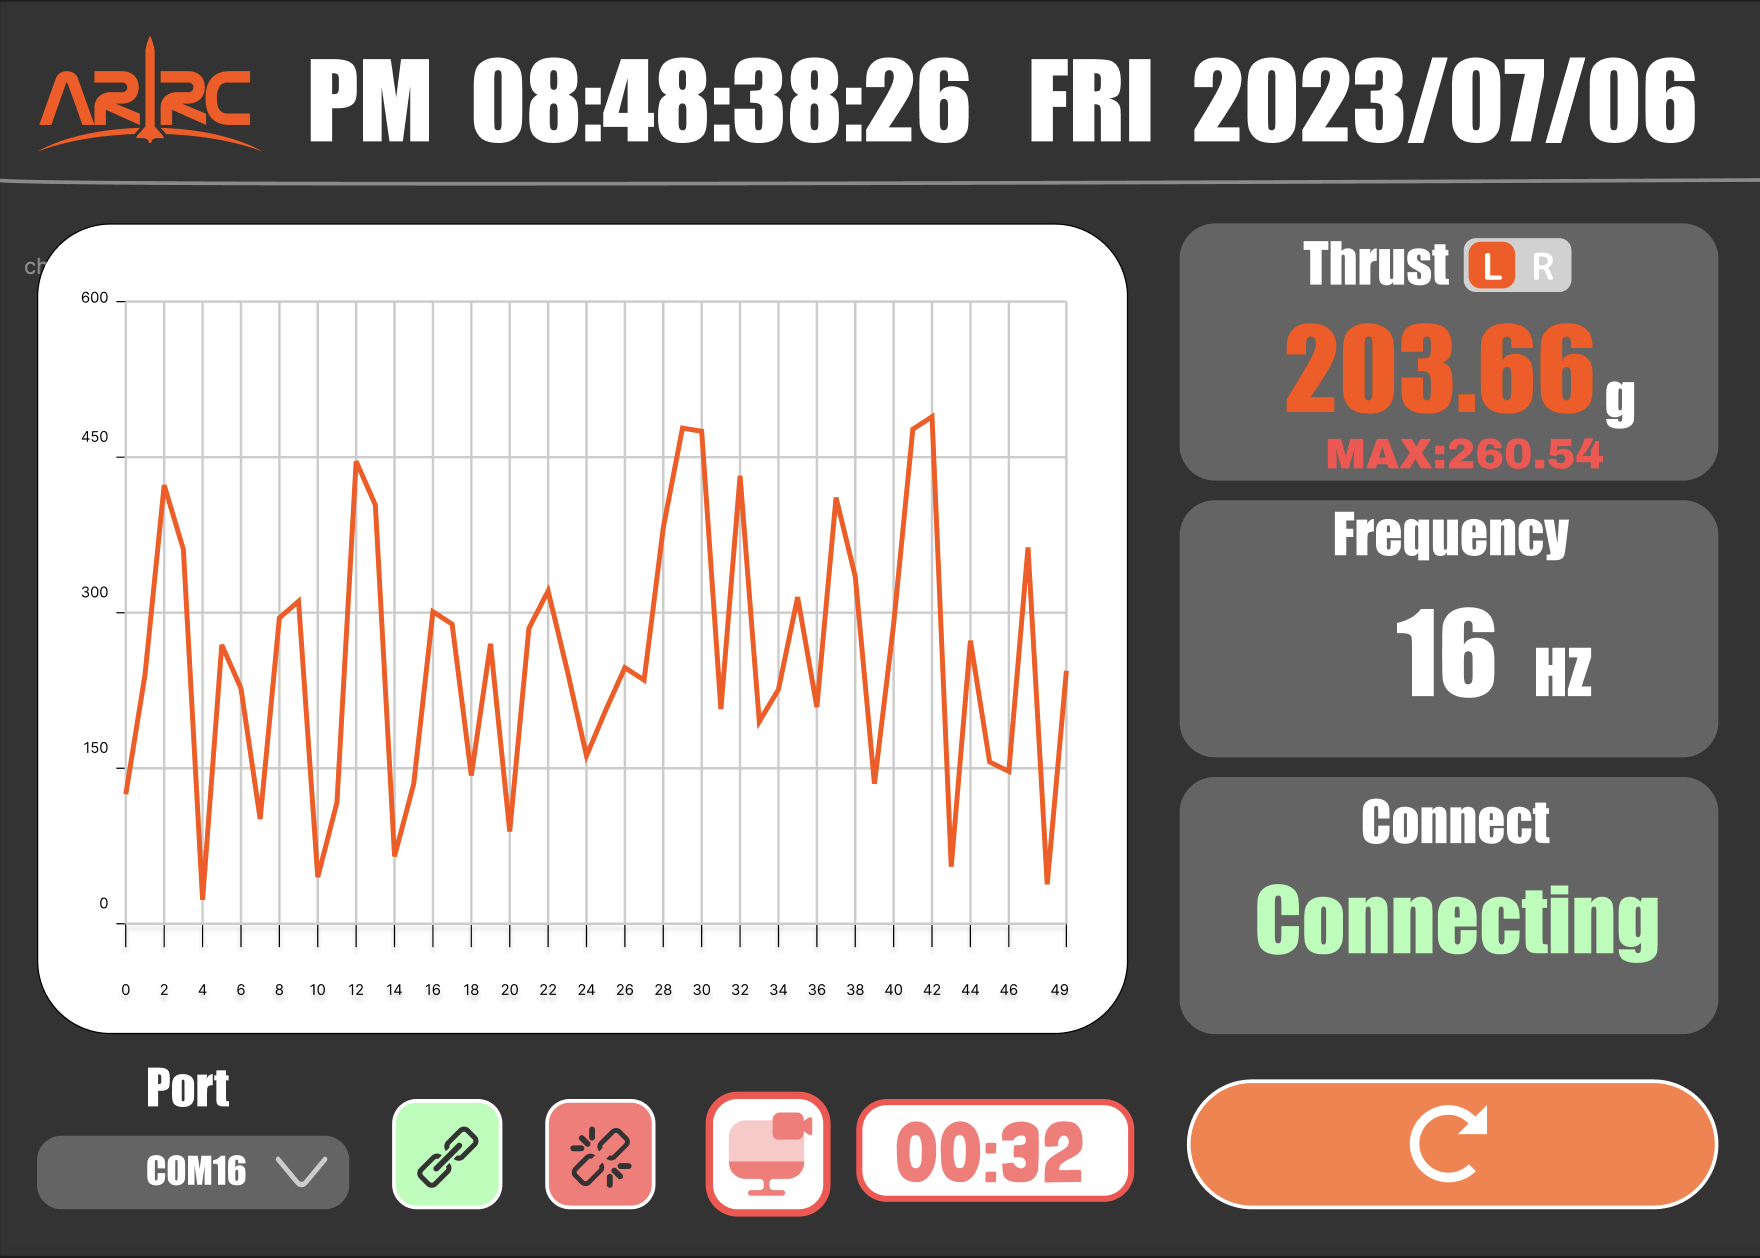 ARRC PM 08:48:38:26 FRI 2023/07/06
ch
600
450
300
150
0
0 2 4 6 8 10 12 14 16 18 20 22 24 26 28 30 32 34 36 38 40 42 44 46 49
Thrust L R
203.66 g
MAX:260.54
Frequency
16 HZ
Connect
Connecting
Port
COM16
00:32